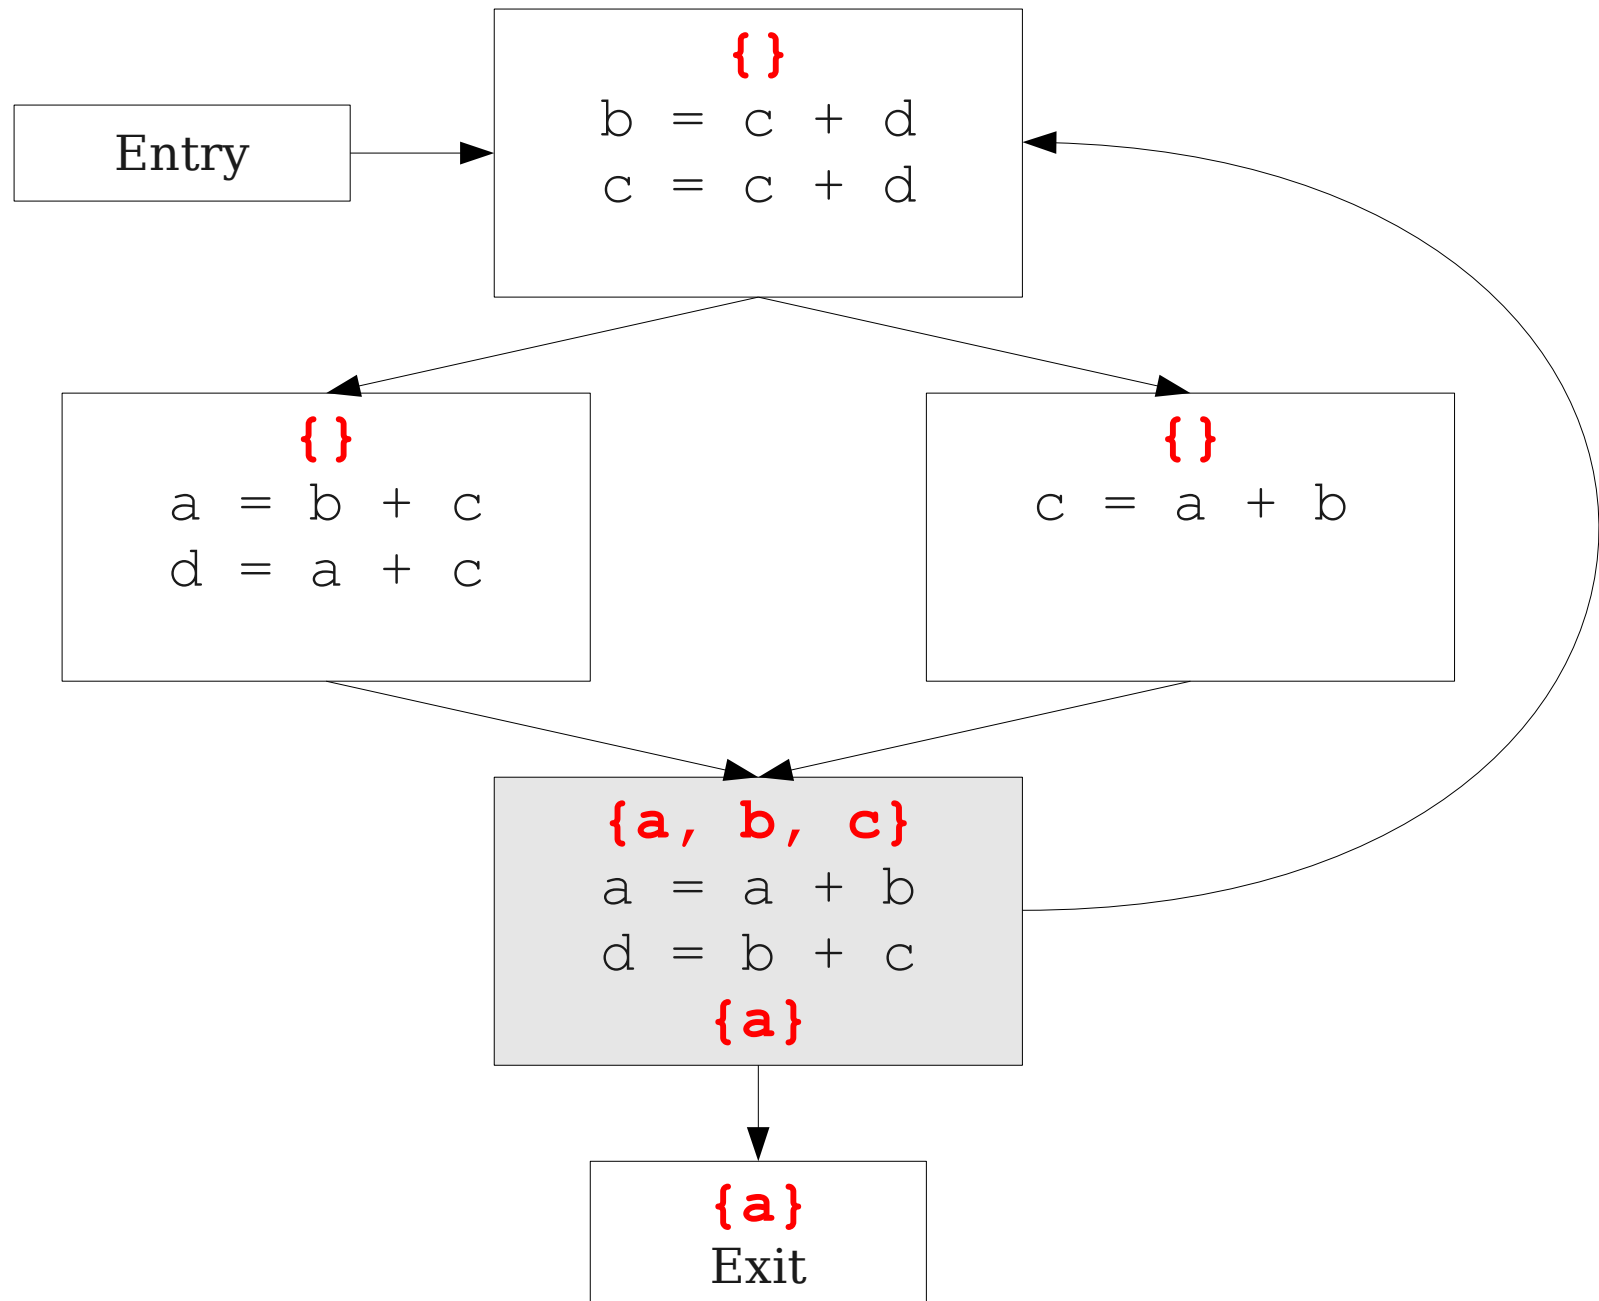 {}
b = c + d
c = c + d
Entry
{}
a = b + c
d = a + c
{}
c = a + b
{a, b, c}
a = a + b
d = b + c
{a}
{a}
Exit